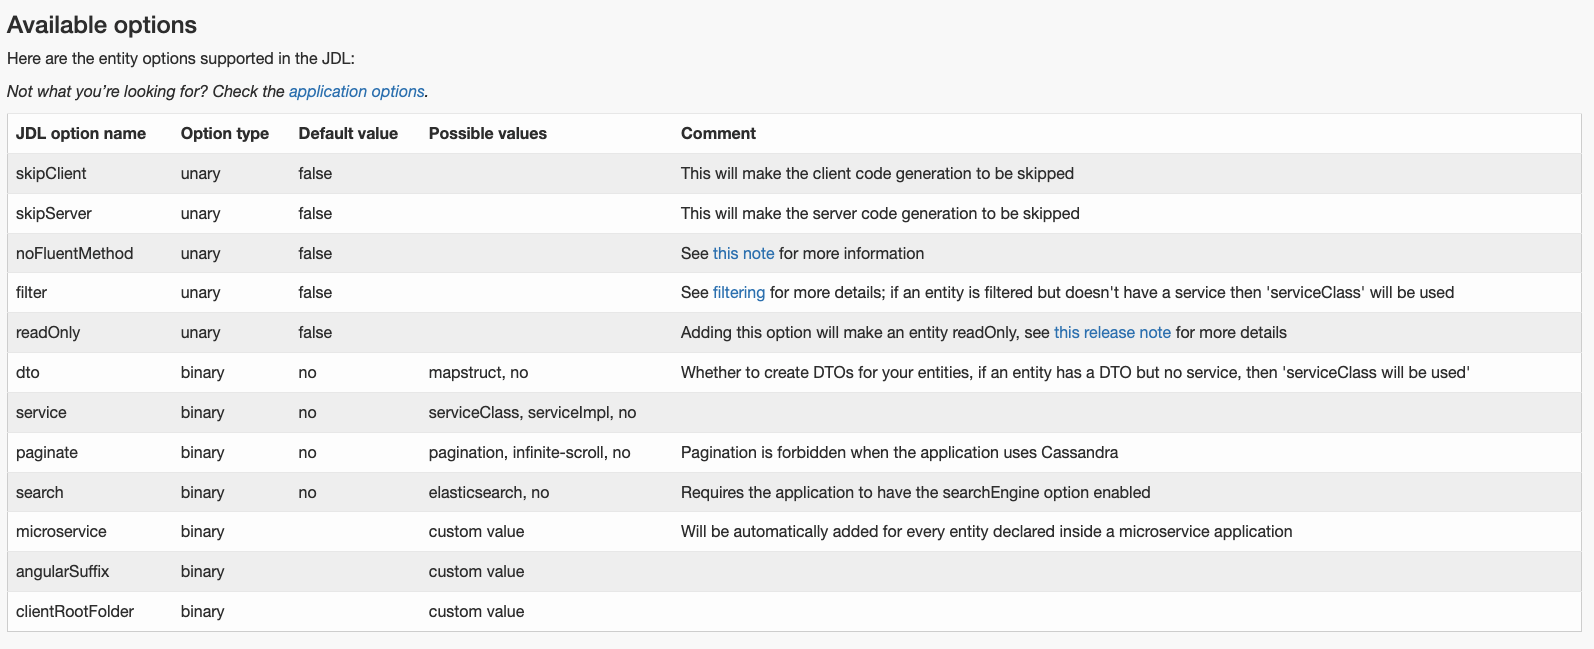 Available options
Here are the entity options supported in the JDL:
Not what you’re looking for? Check the application options.
JDL option name Option type Default value Possible values Comment
skipClient unary false This will make the client code generation to be skipped
skipServer unary false This will make the server code generation to be skipped
noFluentMethod unary false See this note for more information
filter unary false See filtering for more details; if an entity is filtered but doesn't have a service then 'serviceClass' will be used
readOnly unary false Adding this option will make an entity readOnly, see this release note for more details
dto binary no mapstruct, no Whether to create DTOs for your entities, if an entity has a DTO but no service, then 'serviceClass will be used'
service binary no serviceClass, serviceImpl, no
paginate binary no pagination, infinite-scroll, no Pagination is forbidden when the application uses Cassandra
search binary no elasticsearch, no Requires the application to have the searchEngine option enabled
microservice binary custom value Will be automatically added for every entity declared inside a microservice application
angularSuffix binary custom value
clientRootFolder binary custom value